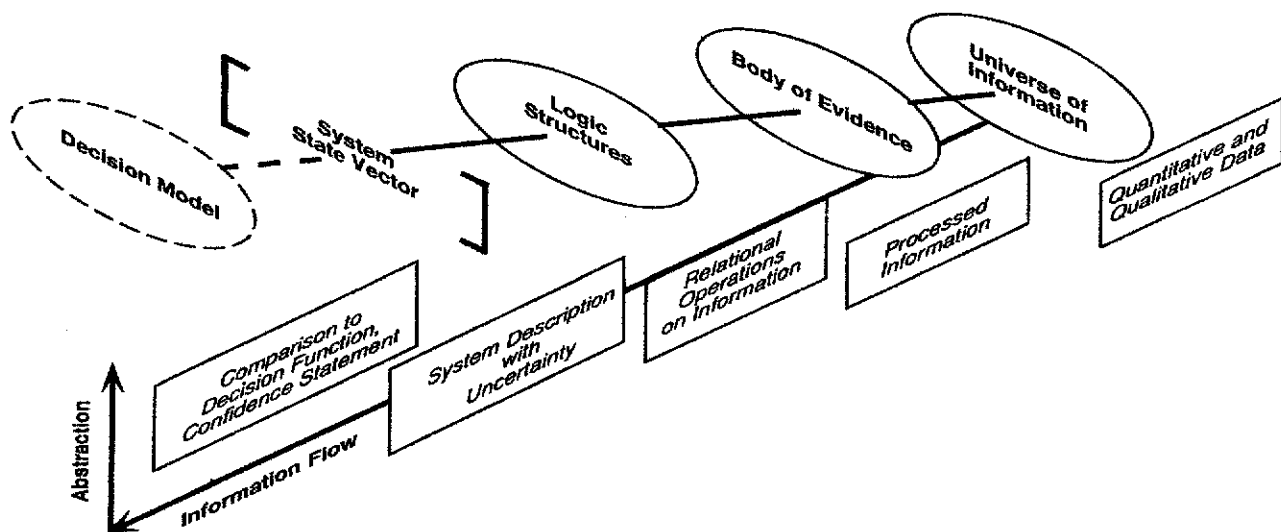 Decision Model
System
State Vector
Logic
Structures
Body of Evidence
Universe of
Information
Comparison to
Decision Function,
Confidence Statement
System Description
with
Uncertainty
Relational
Operations
on Information
Processed
Information
Quantitative and
Qualitative Data
Abstraction
Information Flow